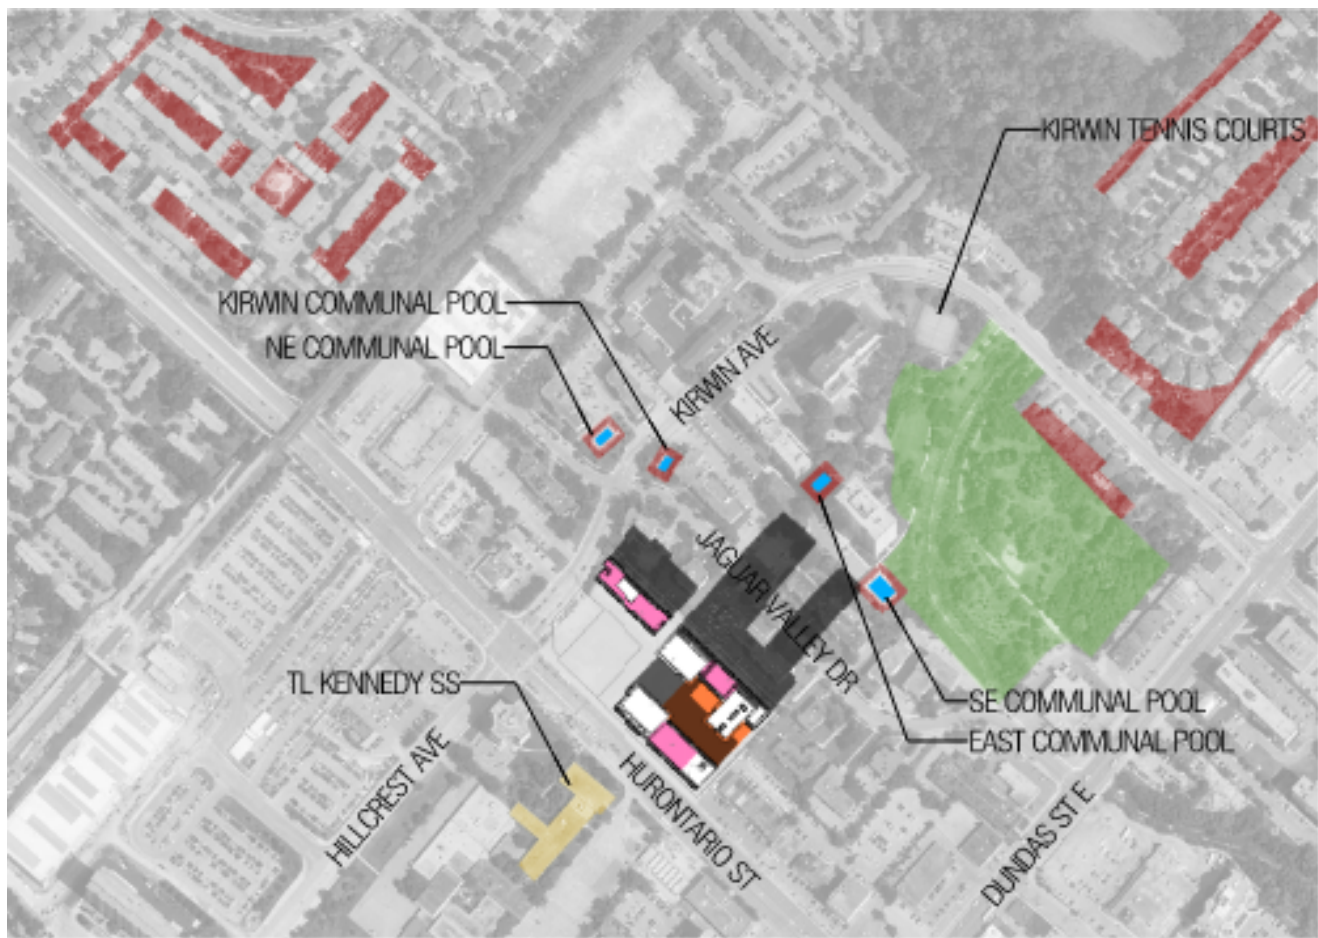 KIRWIN TENNIS COURTS
KIRWIN COMMUNAL POOL
NE COMMUNAL POOL
KIRWIN AVE
JAGUAR VALLEY DR
TL KENNEDY SS
SE COMMUNAL POOL
EAST COMMUNAL POOL
HILLCREST AVE
HURONTARIO ST
DUNDAS ST E